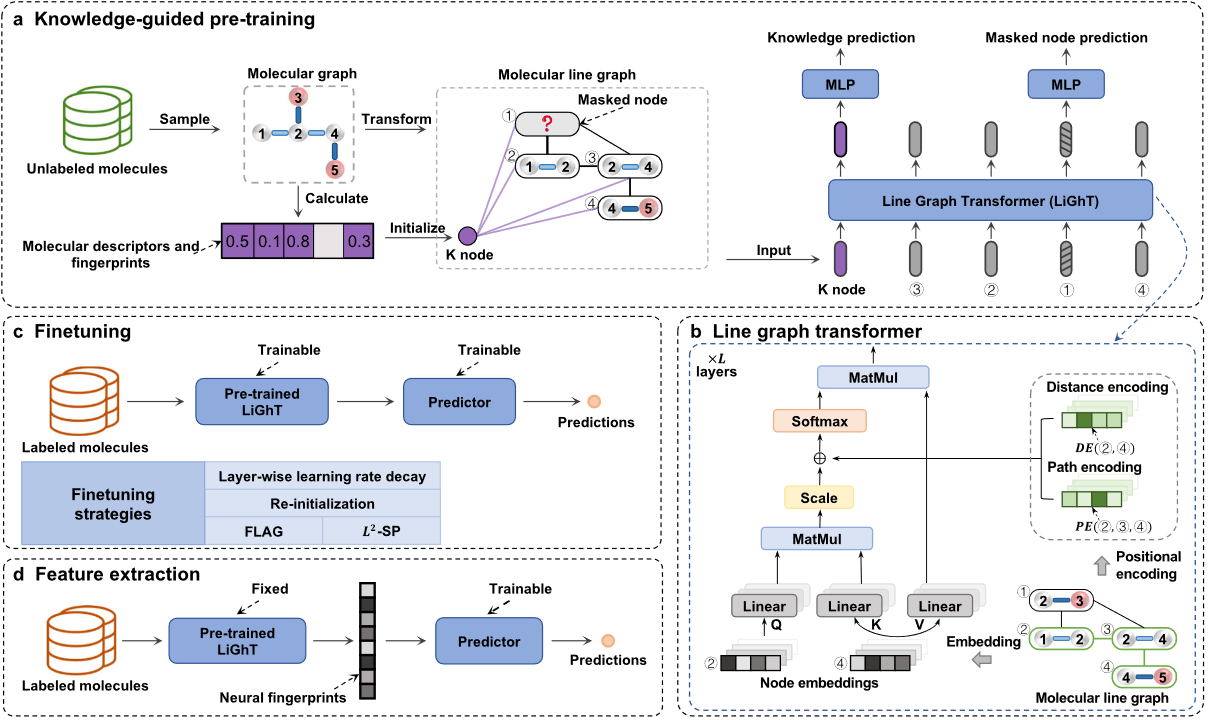 a Knowledge-guided pre-training
Knowledge prediction
Masked node prediction
MLP
MLP
Molecular graph
Molecular line graph
Masked node
Sample
Transform
Unlabeled molecules
1
2
3
4
5
①
?
②
1
2
③
2
4
④
4
5
Calculate
Initialize
K node
Molecular descriptors and
fingerprints
0.5
0.1
0.8
0.3
Line Graph Transformer (LiGhT)
Input
K node
③
②
①
④
c Finetuning
Trainable
Trainable
Pre-trained
LiGhT
Predictor
Predictions
Labeled molecules
Finetuning
strategies
Layer-wise learning rate decay
Re-initialization
FLAG
L²-SP
d Feature extraction
Fixed
Trainable
Pre-trained
LiGhT
Predictor
Predictions
Labeled molecules
Neural fingerprints
b Line graph transformer
×L
layers
MatMul
Softmax
⊕
Scale
MatMul
Linear
Linear
Linear
Q
K
V
②
④
Node embeddings
Distance encoding
DE(②,④)
Path encoding
PE(②,③,④)
Positional
encoding
Embedding
①
2
3
②
1
2
③
2
4
④
4
5
Molecular line graph